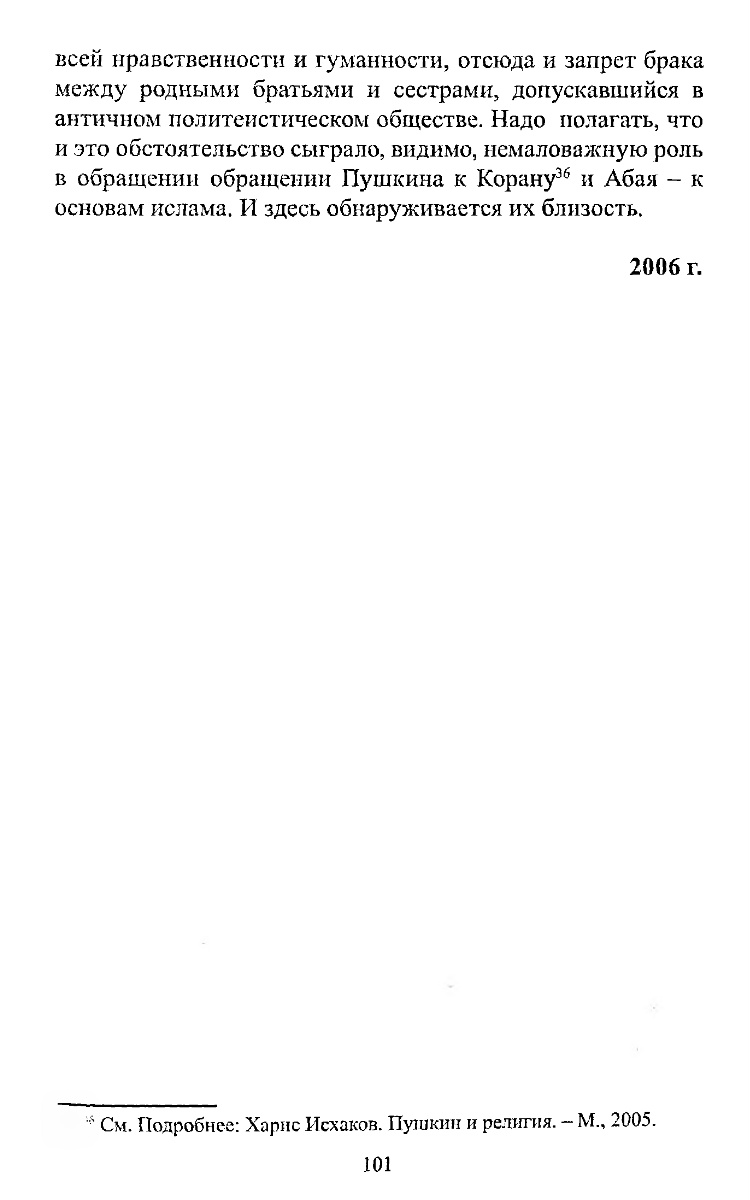 всей нравственности и гуманности, отсюда и запрет брака
между родными братьями и сестрами, допускавшийся в
античном политеистическом обществе. Надо полагать, что
и это обстоятельство сыграло, видимо, немаловажную роль
в обращении обращении Пушкина к Корану³⁶ и Абая – к
основам ислама. И здесь обнаруживается их близость.
2006 г.
³⁶ См. Подробнее: Харис Исхаков. Пушкин и религия. – М., 2005.
101